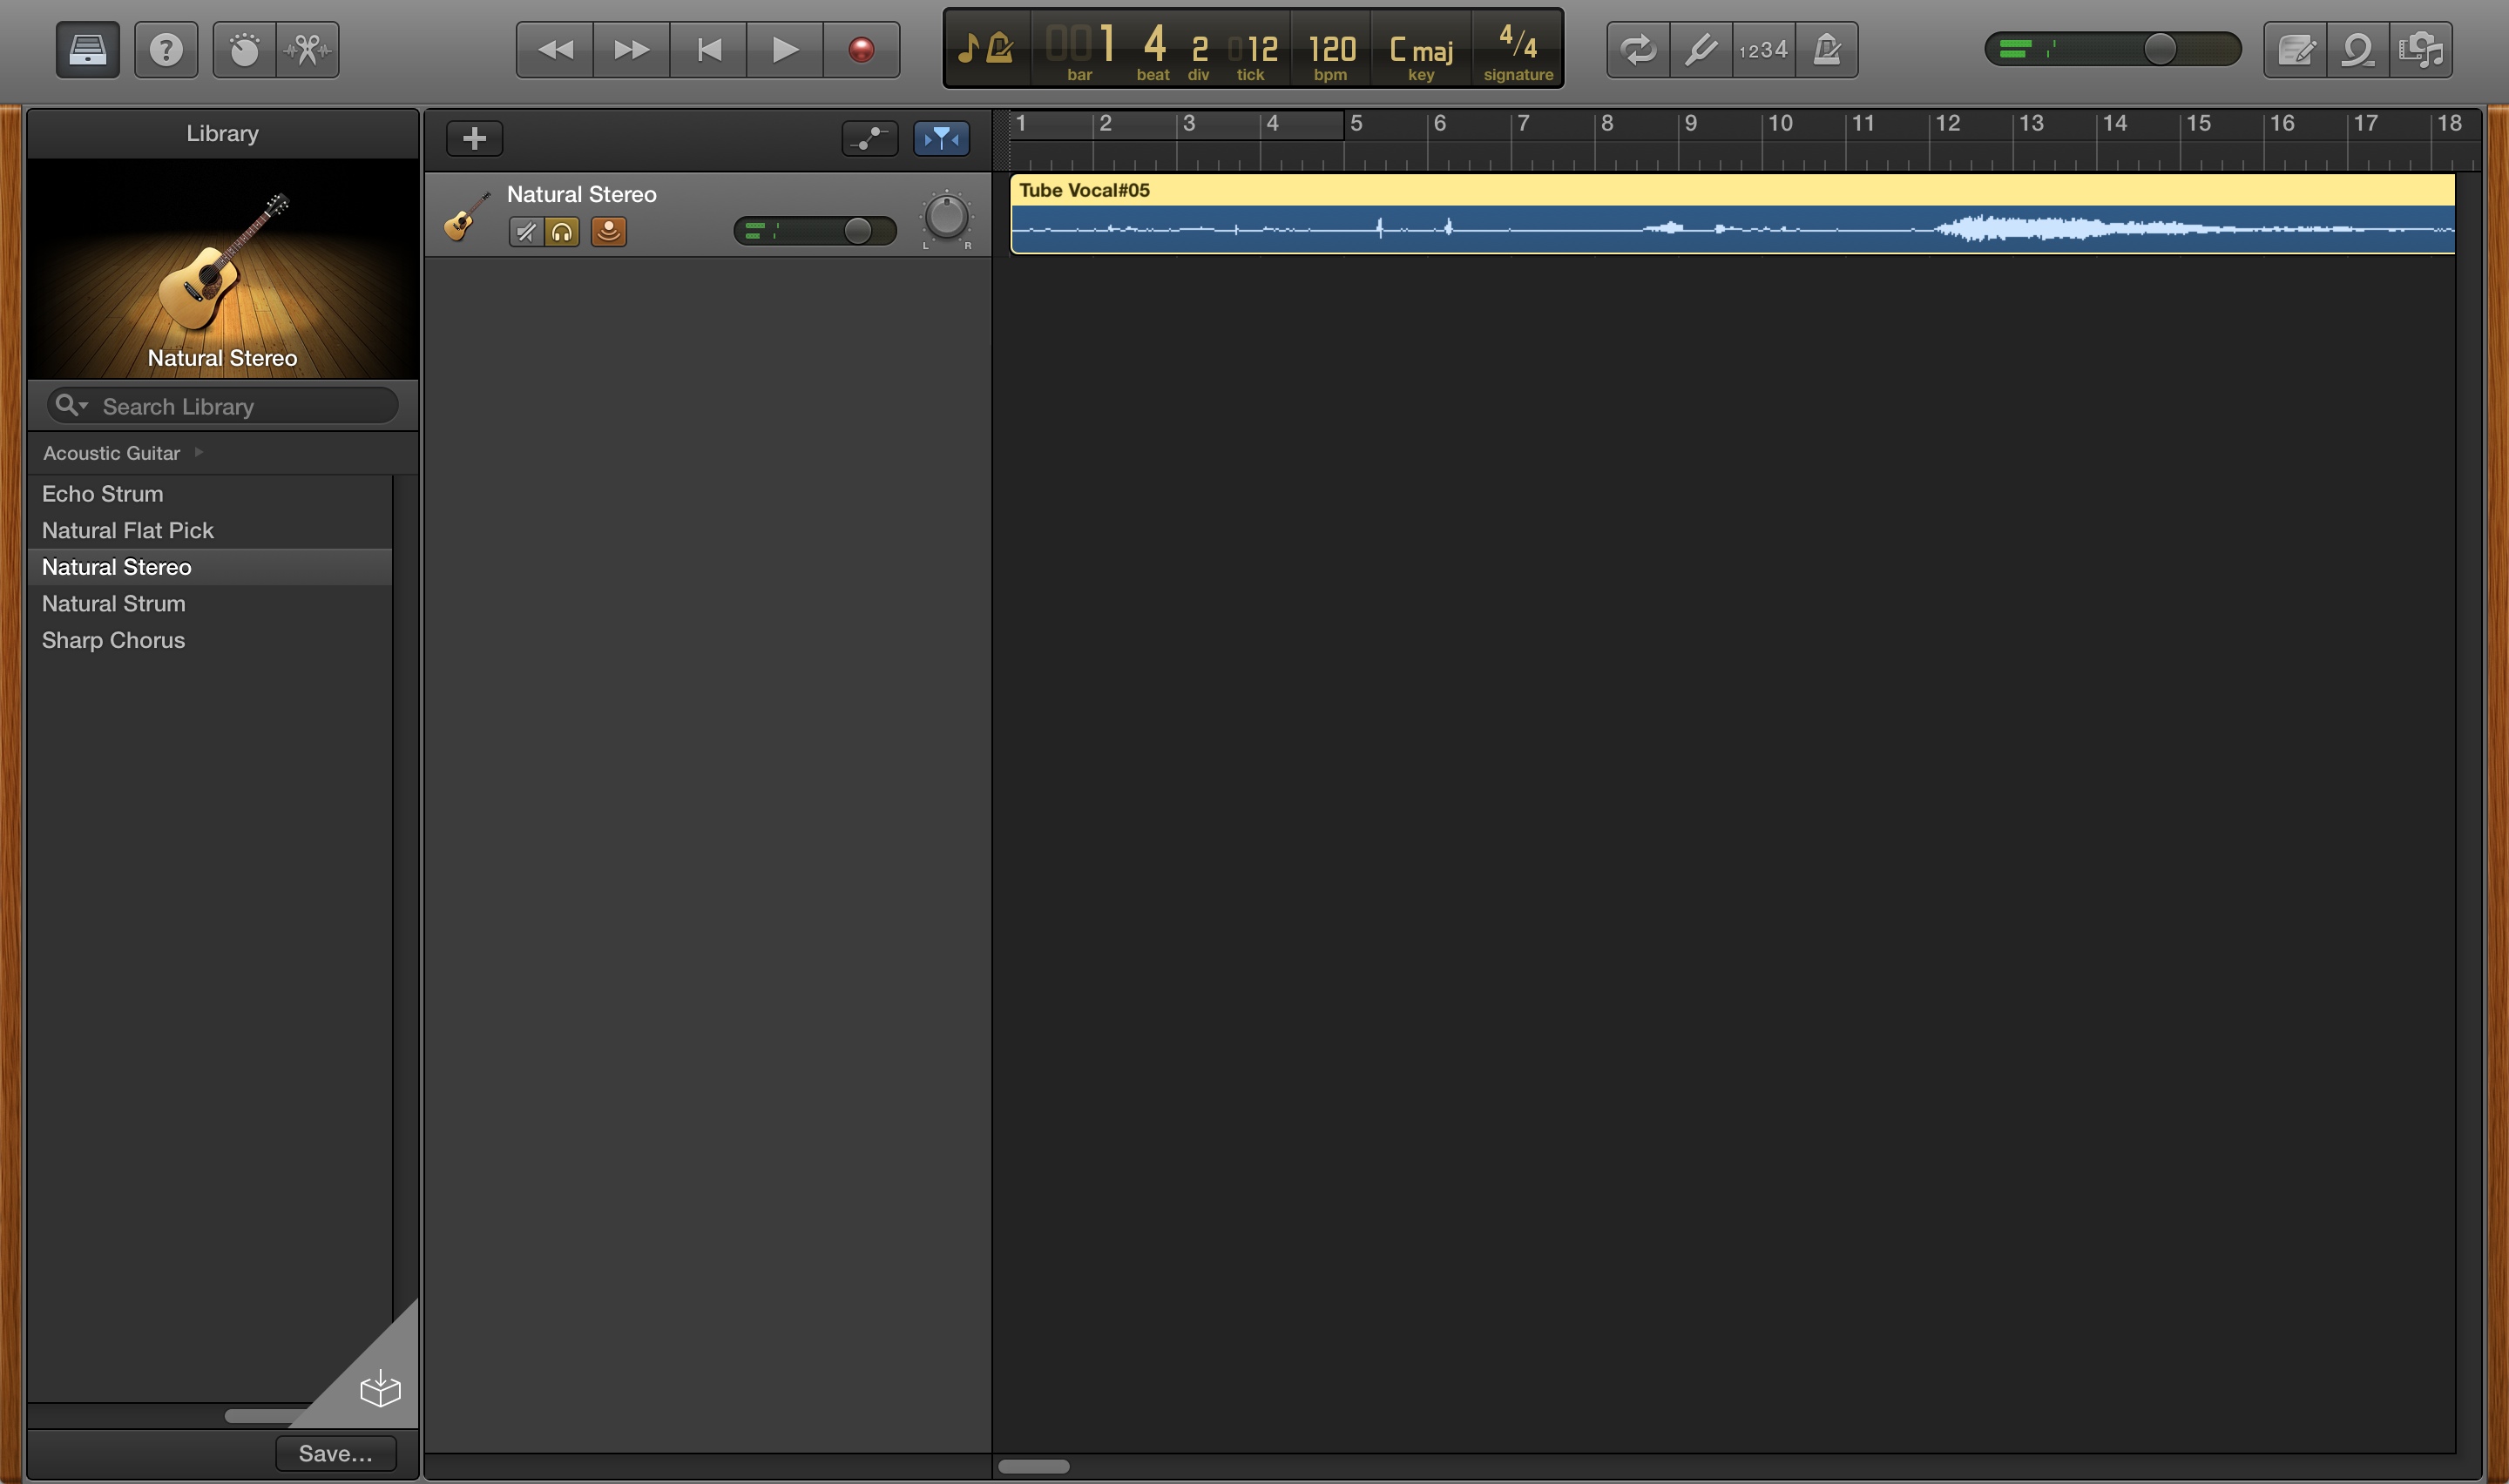 001 4 2 012 120 C maj 4/4
bar beat div tick bpm key signature
1234
Library
1 2 3 4 5 6 7 8 9 10 11 12 13 14 15 16 17 18
Natural Stereo
Search Library
Acoustic Guitar
Echo Strum
Natural Flat Pick
Natural Stereo
Natural Strum
Sharp Chorus
Save...
Natural Stereo
L R
Tube Vocal#05